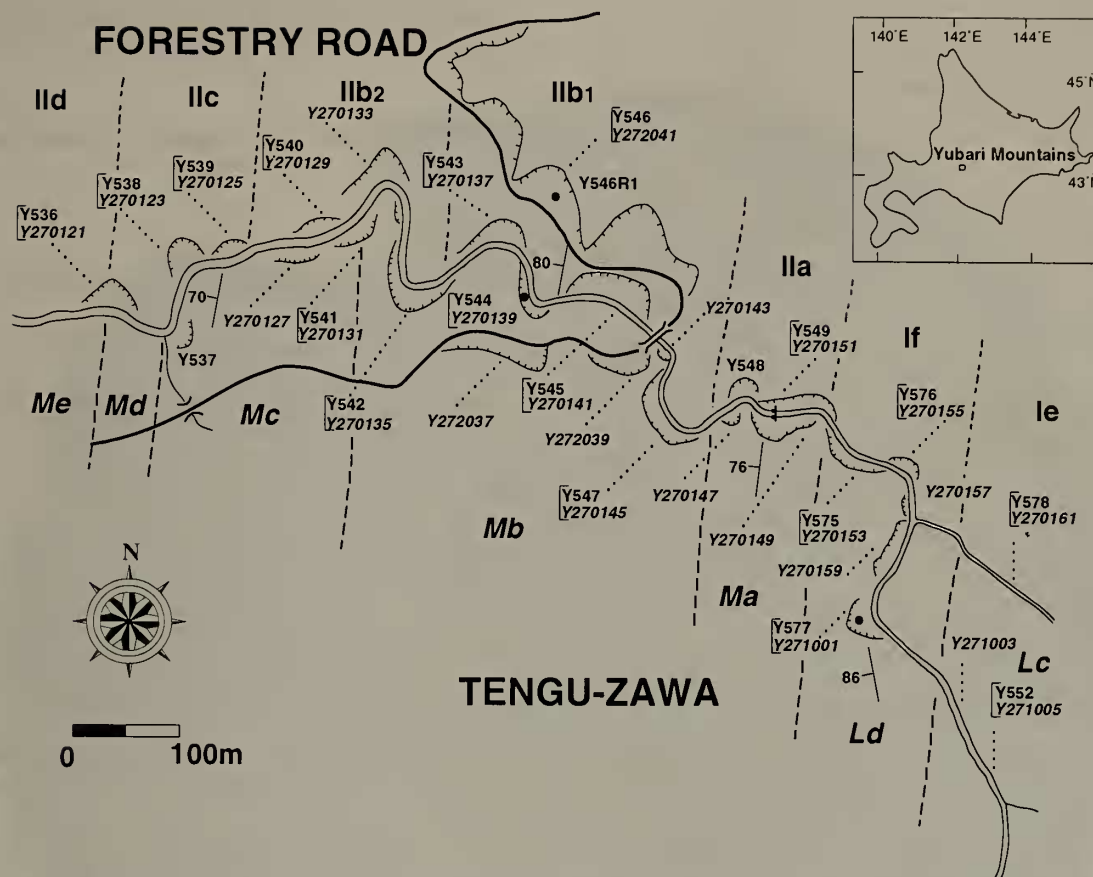 FORESTRY ROAD
IId
IIc
IIb2
IIb1
Y270133
Y546
Y272041
Y540
Y270129
Y543
Y270137
Y539
Y270125
Y538
Y270123
Y536
Y270121
Y546R1
140°E
142°E
144°E
45°N
Yubari Mountains
43°N
IIa
If
Ie
70
80
Y537
Y270127
Y541
Y270131
Y544
Y270139
Y270143
Y549
Y270151
Y548
Y576
Y270155
Me
Md
Mc
Y542
Y270135
Y272037
Y545
Y270141
Y272039
76
Y547
Y270145
Y270147
Y270149
Y575
Y270153
Y270157
Y578
Y270161
Mb
Y270159
Ma
N
Y577
Y271001
Y271003
Lc
86
Y552
Y271005
TENGU-ZAWA
Ld
0
100m